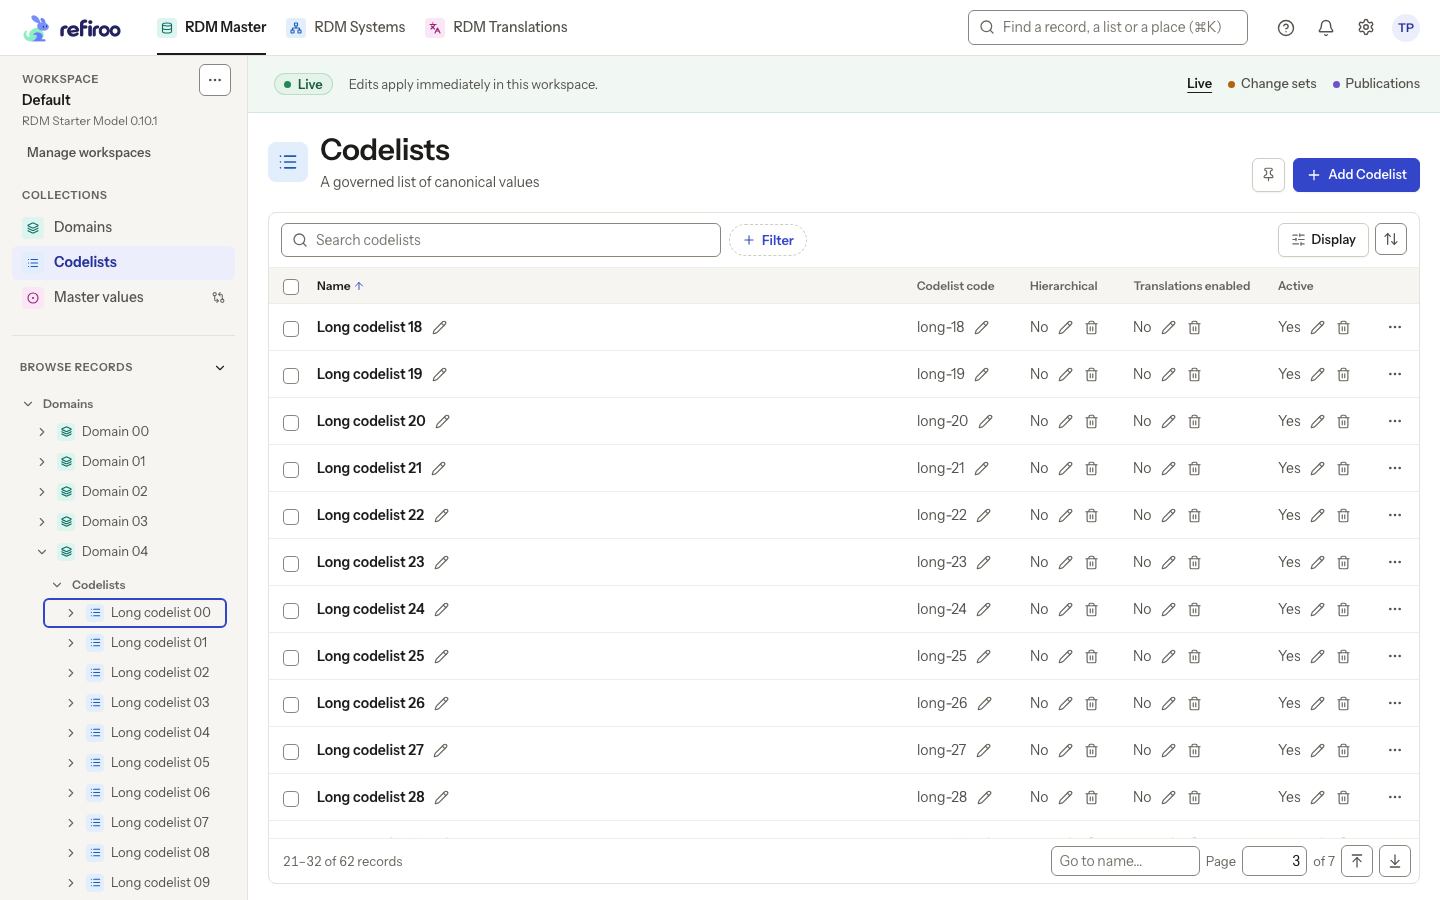 refiroo
RDM Master
RDM Systems
RDM Translations
Find a record, a list or a place (⌘K)
TP
WORKSPACE
Default
RDM Starter Model 0.10.1
Manage workspaces
COLLECTIONS
Domains
Codelists
Master values
BROWSE RECORDS
Domains
Domain 00
Domain 01
Domain 02
Domain 03
Domain 04
Codelists
Long codelist 00
Long codelist 01
Long codelist 02
Long codelist 03
Long codelist 04
Long codelist 05
Long codelist 06
Long codelist 07
Long codelist 08
Long codelist 09
Live
Edits apply immediately in this workspace.
Live
Change sets
Publications
Codelists
A governed list of canonical values
Add Codelist
Search codelists
Filter
Display
Name Codelist code Hierarchical Translations enabled Active
Long codelist 18 long-18 No No Yes
Long codelist 19 long-19 No No Yes
Long codelist 20 long-20 No No Yes
Long codelist 21 long-21 No No Yes
Long codelist 22 long-22 No No Yes
Long codelist 23 long-23 No No Yes
Long codelist 24 long-24 No No Yes
Long codelist 25 long-25 No No Yes
Long codelist 26 long-26 No No Yes
Long codelist 27 long-27 No No Yes
Long codelist 28 long-28 No No Yes
21–32 of 62 records
Go to name...
Page 3 of 7